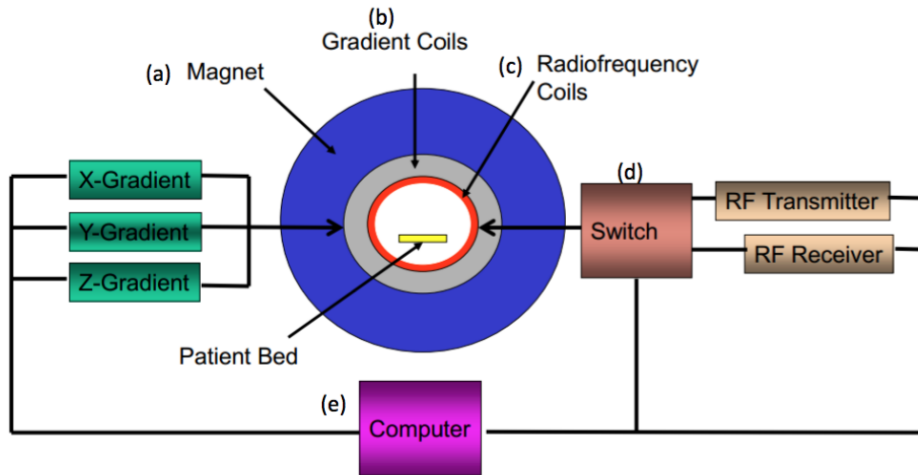 (b)
Gradient Coils
(a) Magnet
(c) Radiofrequency
Coils
(d)
X-Gradient
Y-Gradient
Z-Gradient
Switch
RF Transmitter
RF Receiver
Patient Bed
(e)
Computer